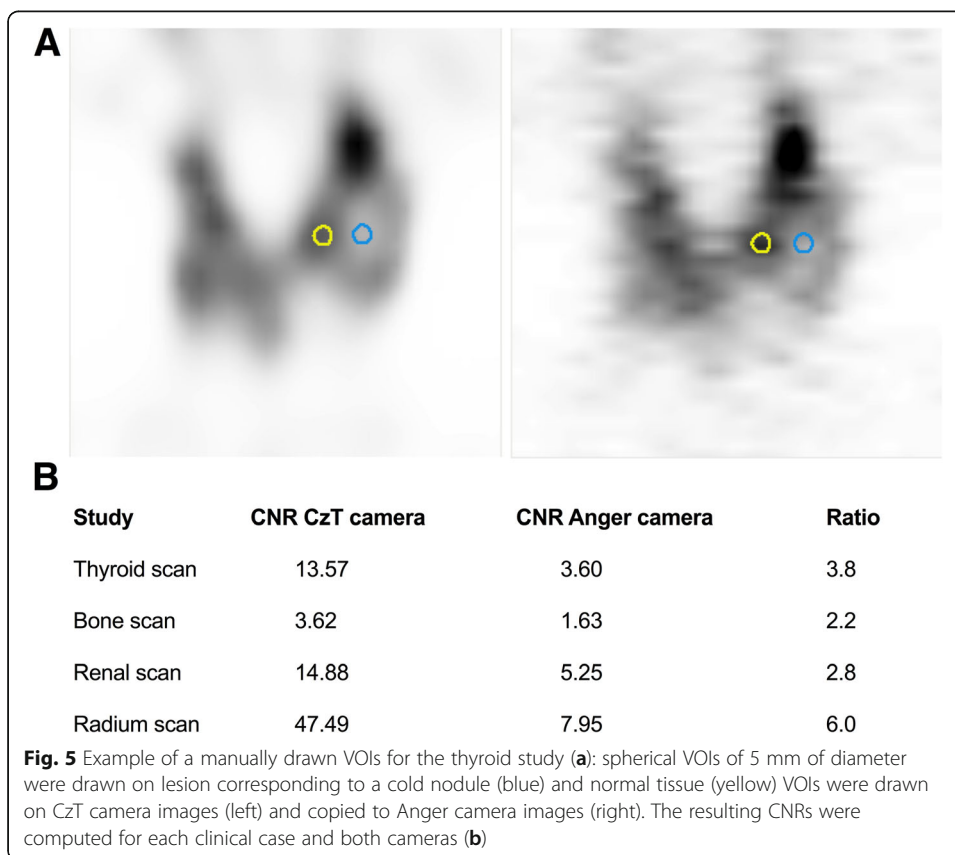 A
B
Study CNR CzT camera CNR Anger camera Ratio
Thyroid scan 13.57 3.60 3.8
Bone scan 3.62 1.63 2.2
Renal scan 14.88 5.25 2.8
Radium scan 47.49 7.95 6.0
Fig. 5 Example of a manually drawn VOIs for the thyroid study (a): spherical VOIs of 5 mm of diameter
were drawn on lesion corresponding to a cold nodule (blue) and normal tissue (yellow) VOIs were drawn
on CzT camera images (left) and copied to Anger camera images (right). The resulting CNRs were
computed for each clinical case and both cameras (b)